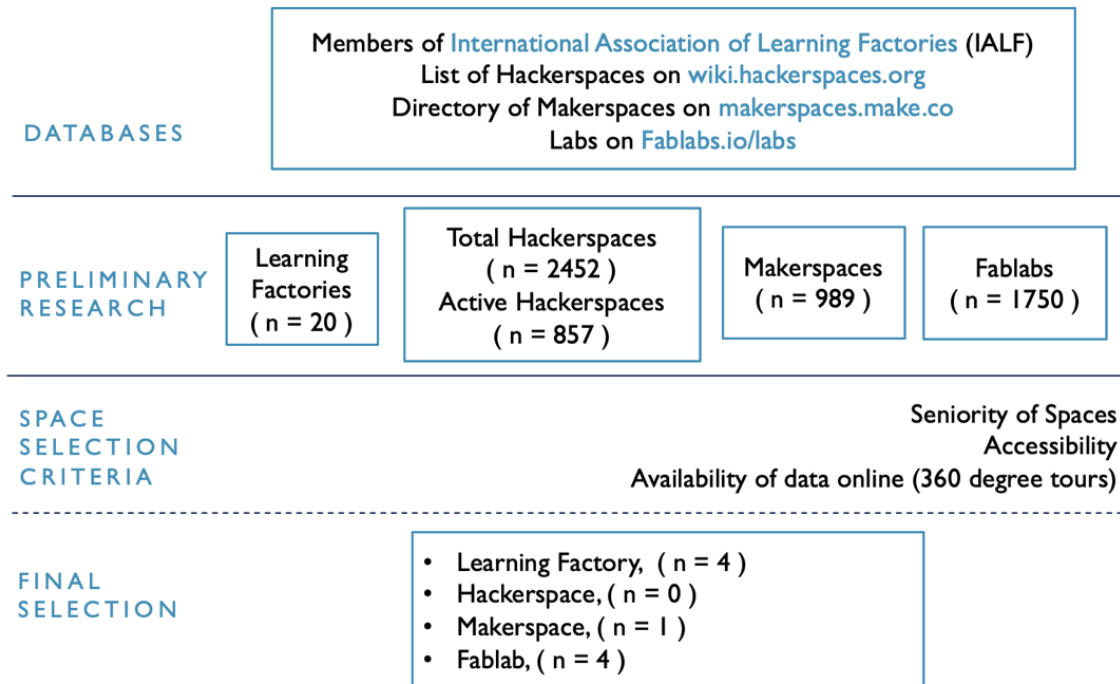 Members of International Association of Learning Factories (IALF)
List of Hackerspaces on wiki.hackerspaces.org
Directory of Makerspaces on makerspaces.make.co
Labs on Fablabs.io/labs
DATABASES
PRELIMINARY
RESEARCH
Learning
Factories
( n = 20 )
Total Hackerspaces
( n = 2452 )
Active Hackerspaces
( n = 857 )
Makerspaces
( n = 989 )
Fablabs
( n = 1750 )
SPACE
SELECTION
CRITERIA
Seniority of Spaces
Accessibility
Availability of data online (360 degree tours)
FINAL
SELECTION
• Learning Factory, ( n = 4 )
• Hackerspace, ( n = 0 )
• Makerspace, ( n = 1 )
• Fablab, ( n = 4 )